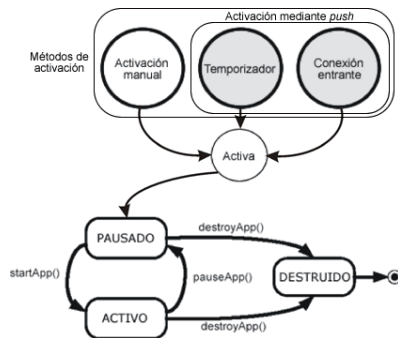 Activación mediante push
Métodos de
activación
Activación
manual
Temporizador
Conexión
entrante
Activa
PAUSADO
destroyApp()
startApp()
pauseApp()
DESTRUIDO
ACTIVO
destroyApp()